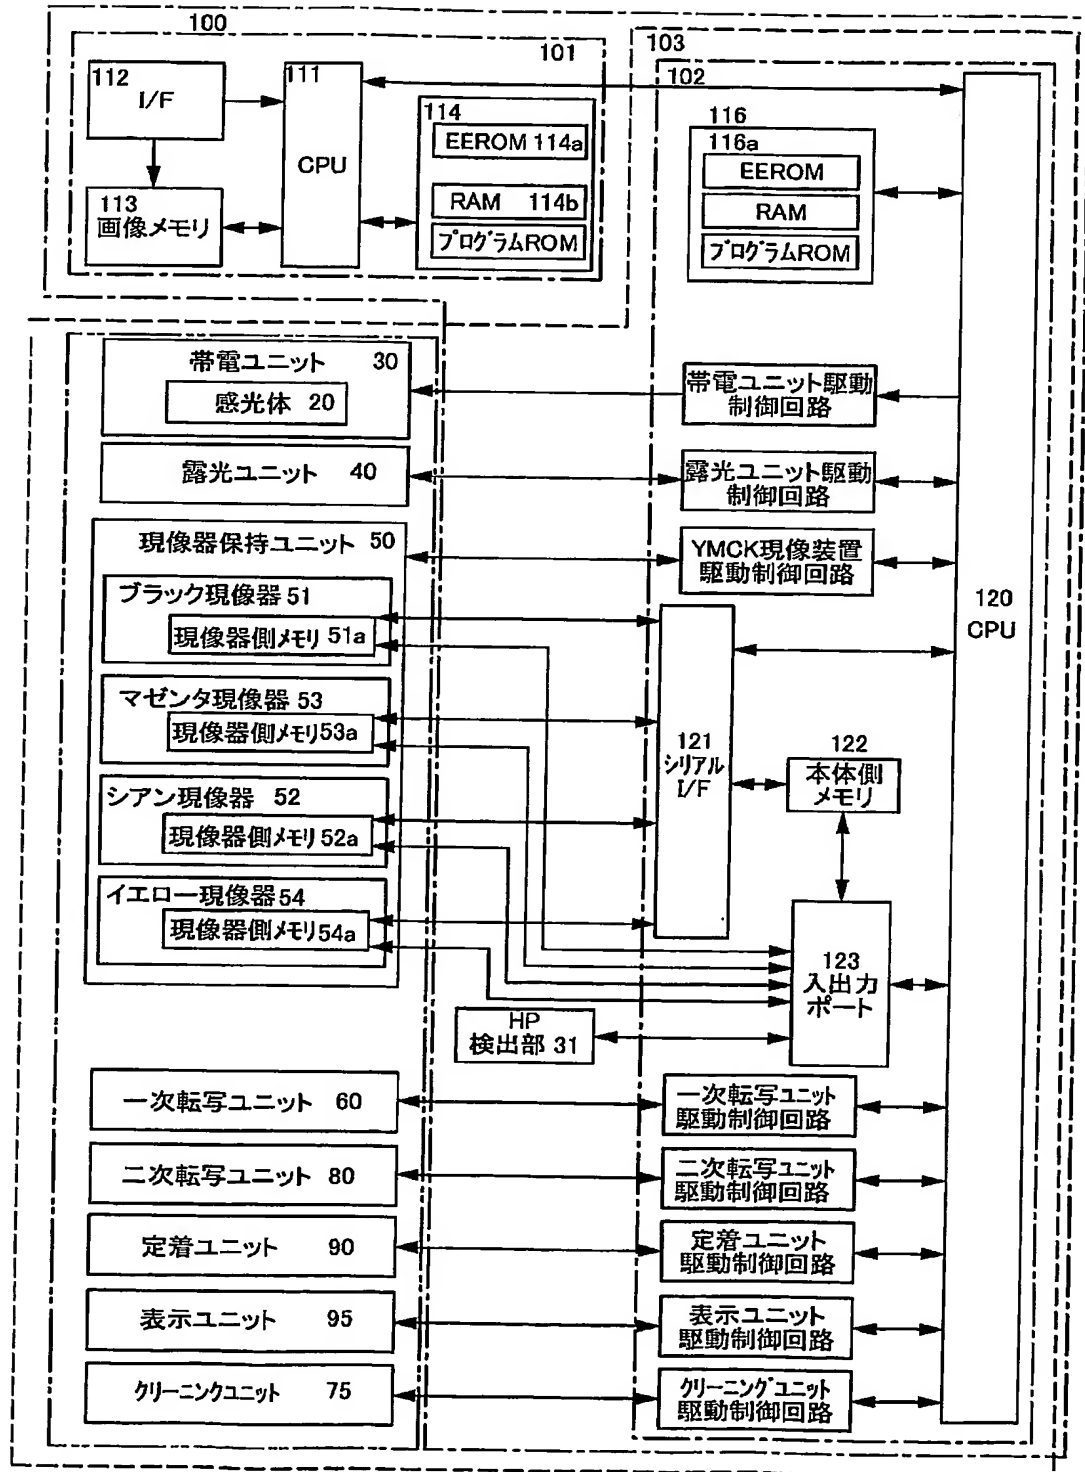 100
101
112
I/F
111
CPU
113
画像メモリ
114
EEROM 114a
RAM 114b
プログラムROM
103
102
116
116a
EEROM
RAM
プログラムROM
120
CPU
帯電ユニット 30
感光体 20
帯電ユニット駆動
制御回路
露光ユニット 40
露光ユニット駆動
制御回路
現像器保持ユニット 50
YMCK現像装置
駆動制御回路
ブラック現像器 51
現像器側メモリ 51a
マゼンタ現像器 53
現像器側メモリ 53a
シアン現像器 52
現像器側メモリ 52a
イエロー現像器 54
現像器側メモリ 54a
121
シリアル
I/F
122
本体側
メモリ
123
入出力
ポート
HP
検出部 31
一次転写ユニット 60
一次転写ユニット
駆動制御回路
二次転写ユニット 80
二次転写ユニット
駆動制御回路
定着ユニット 90
定着ユニット
駆動制御回路
表示ユニット 95
表示ユニット
駆動制御回路
クリーニングユニット 75
クリーニングユニット
駆動制御回路